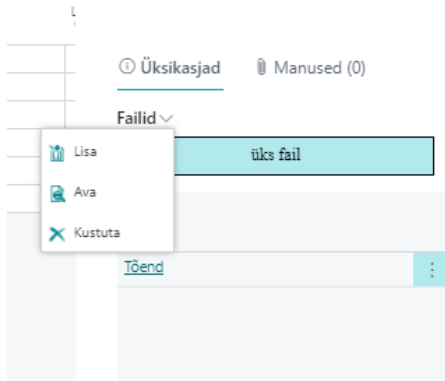 Üksikasjad
Manused (0)
Failid
Lisa
üks fail
Ava
Kustuta
Tõend